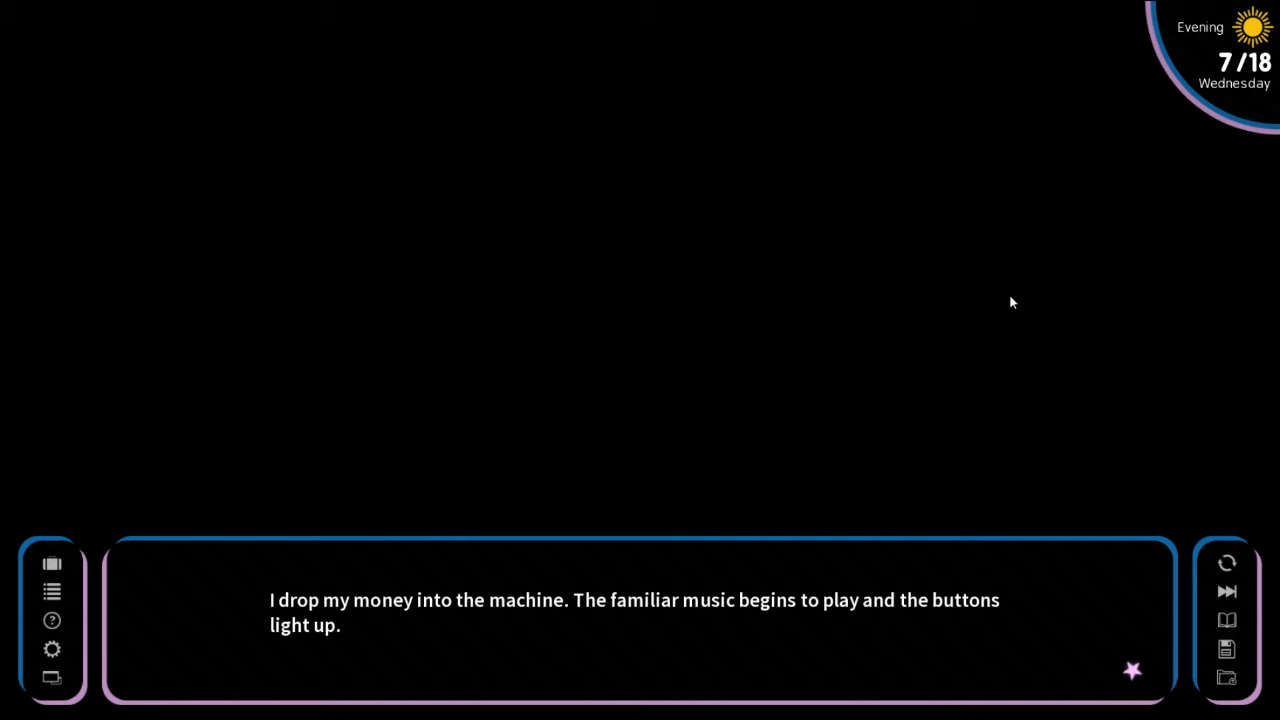 Evening
7/18
Wednesday
I drop my money into the machine. The familiar music begins to play and the buttons
light up.